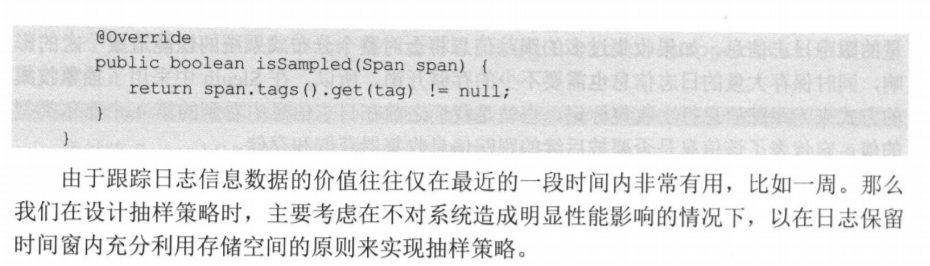 @Override
public boolean isSampled(Span span) {
return span.tags().get(tag) != null;
}
}
由于跟踪日志信息数据的价值往往仅在最近的一段时间内非常有用，比如一周。那么
我们在设计抽样策略时，主要考虑在不对系统造成明显性能影响的情况下，以在日志保留
时间窗内充分利用存储空间的原则来实现抽样策略。